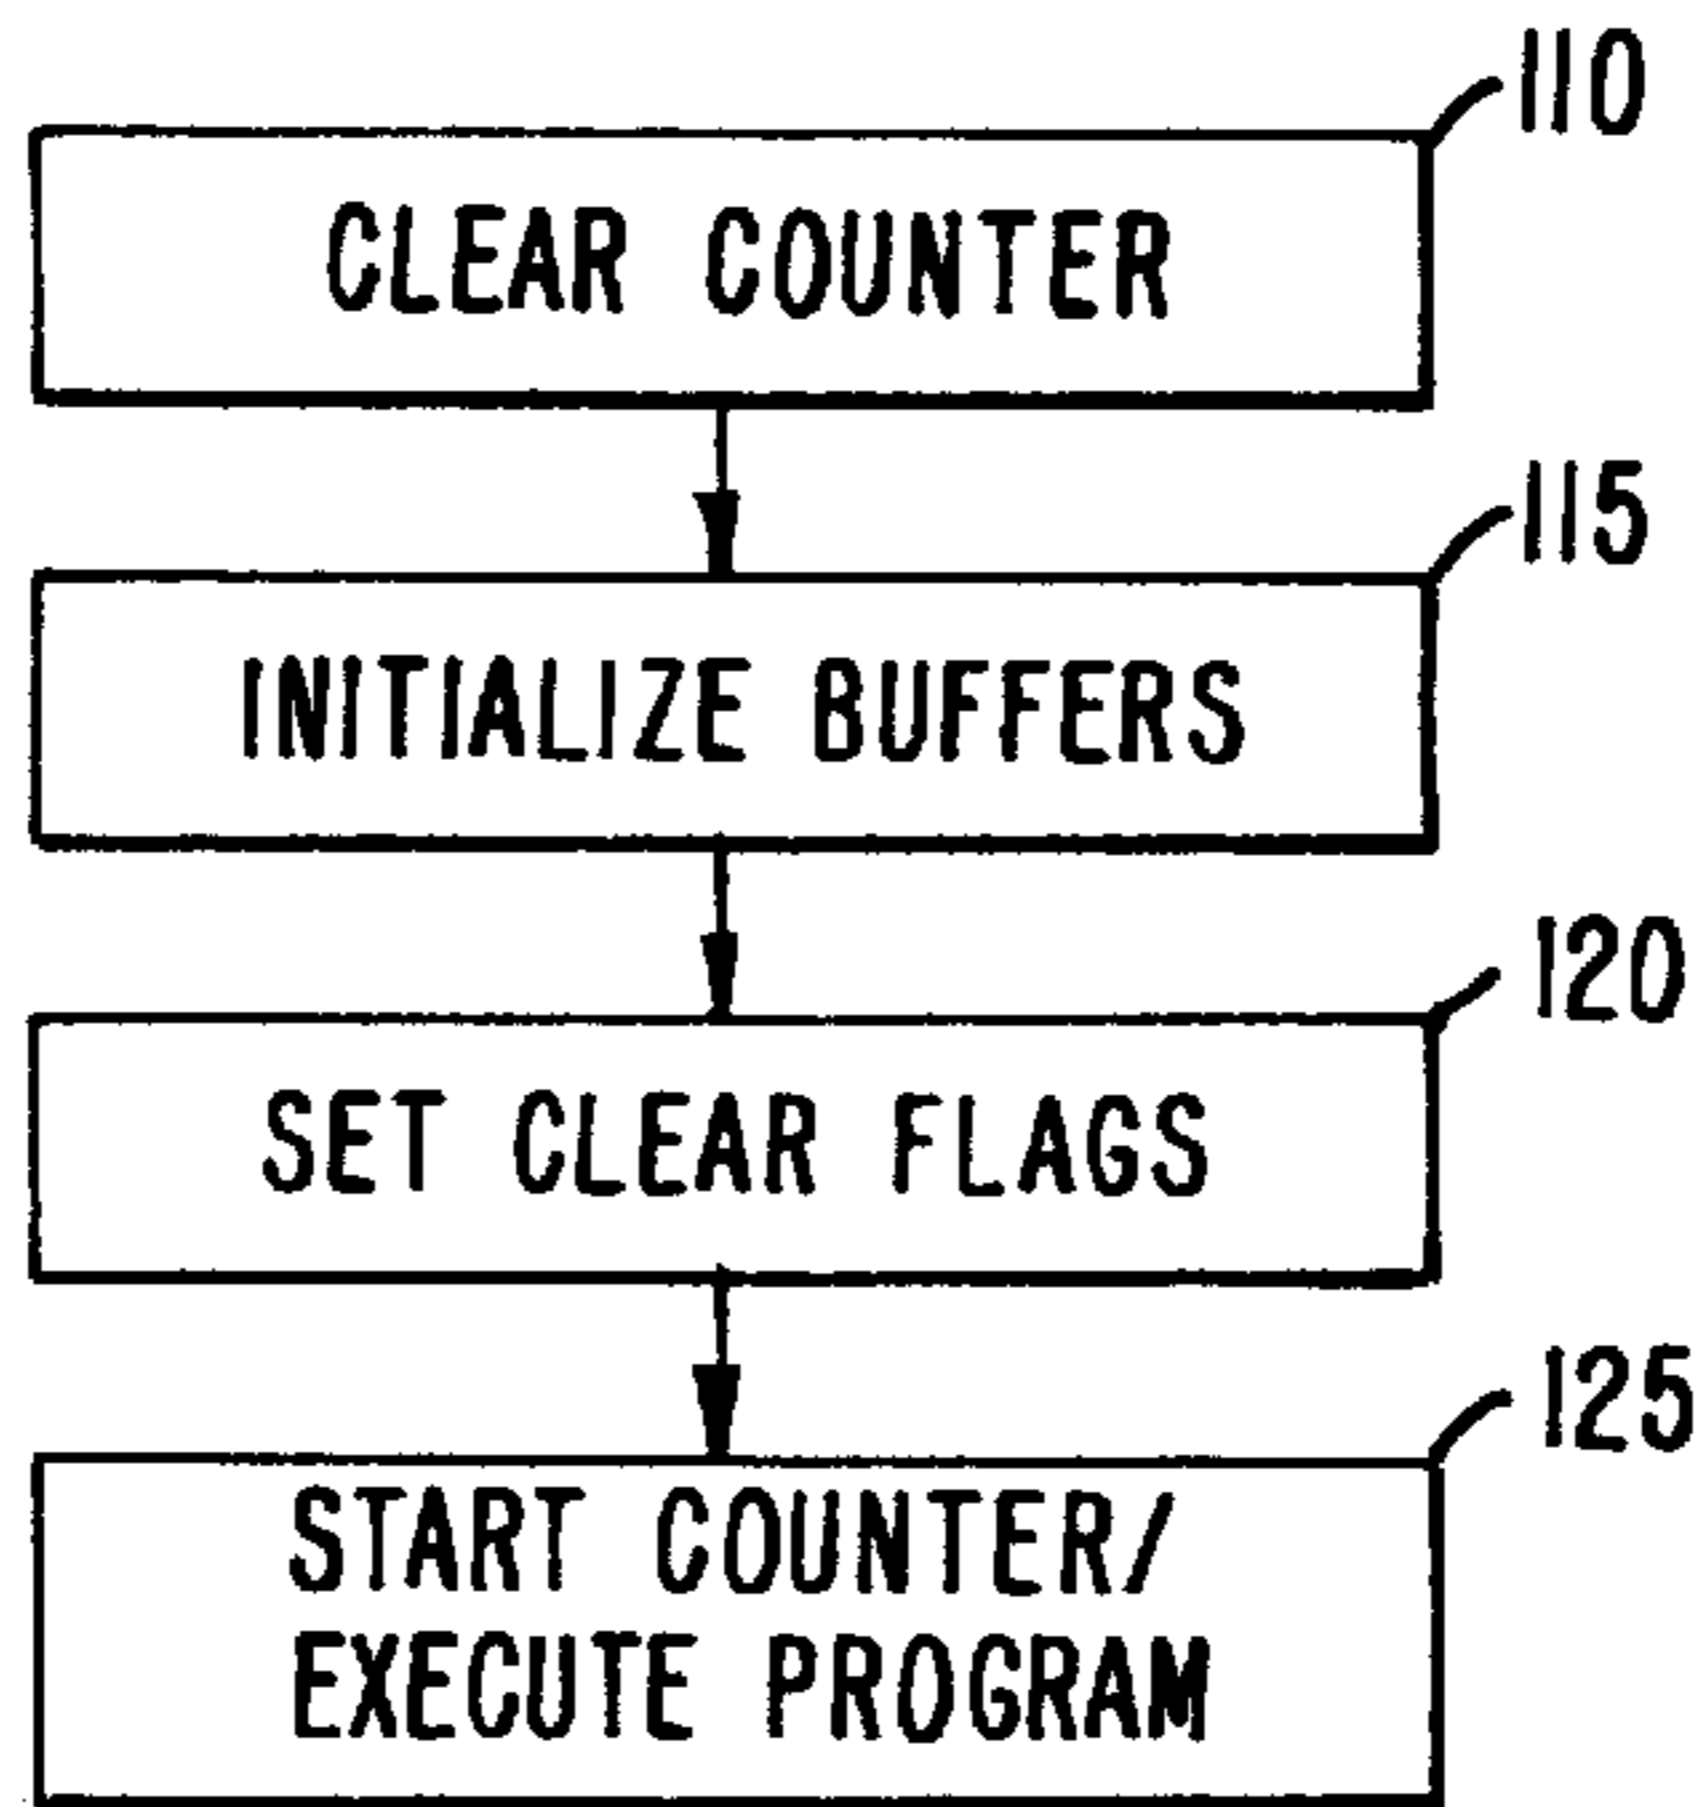 110
CLEAR COUNTER
115
INITIALIZE BUFFERS
120
SET CLEAR FLAGS
125
START COUNTER/
EXECUTE PROGRAM